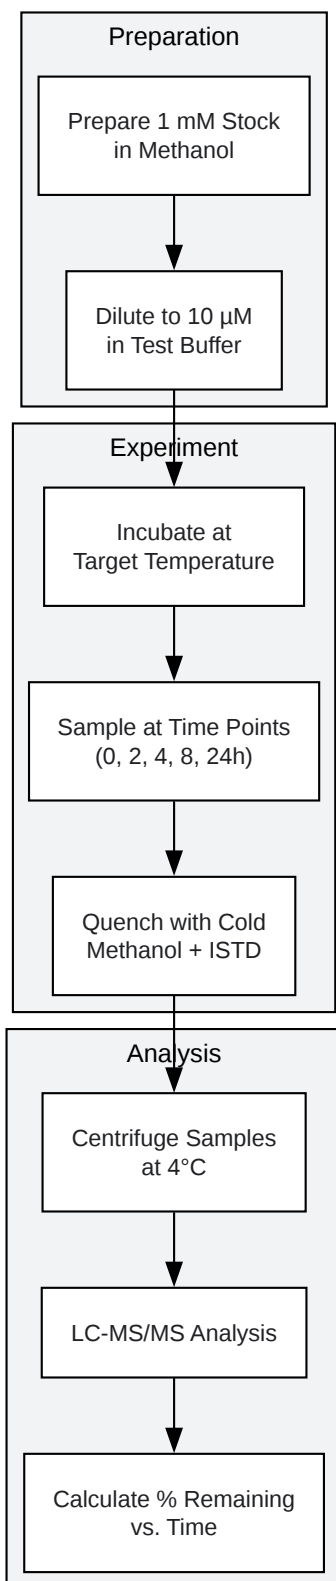 Preparation
Prepare 1 mM Stock
in Methanol
Dilute to 10 µM
in Test Buffer
Experiment
Incubate at
Target Temperature
Sample at Time Points
(0, 2, 4, 8, 24h)
Quench with Cold
Methanol + ISTD
Analysis
Centrifuge Samples
at 4°C
LC-MS/MS Analysis
Calculate % Remaining
vs. Time